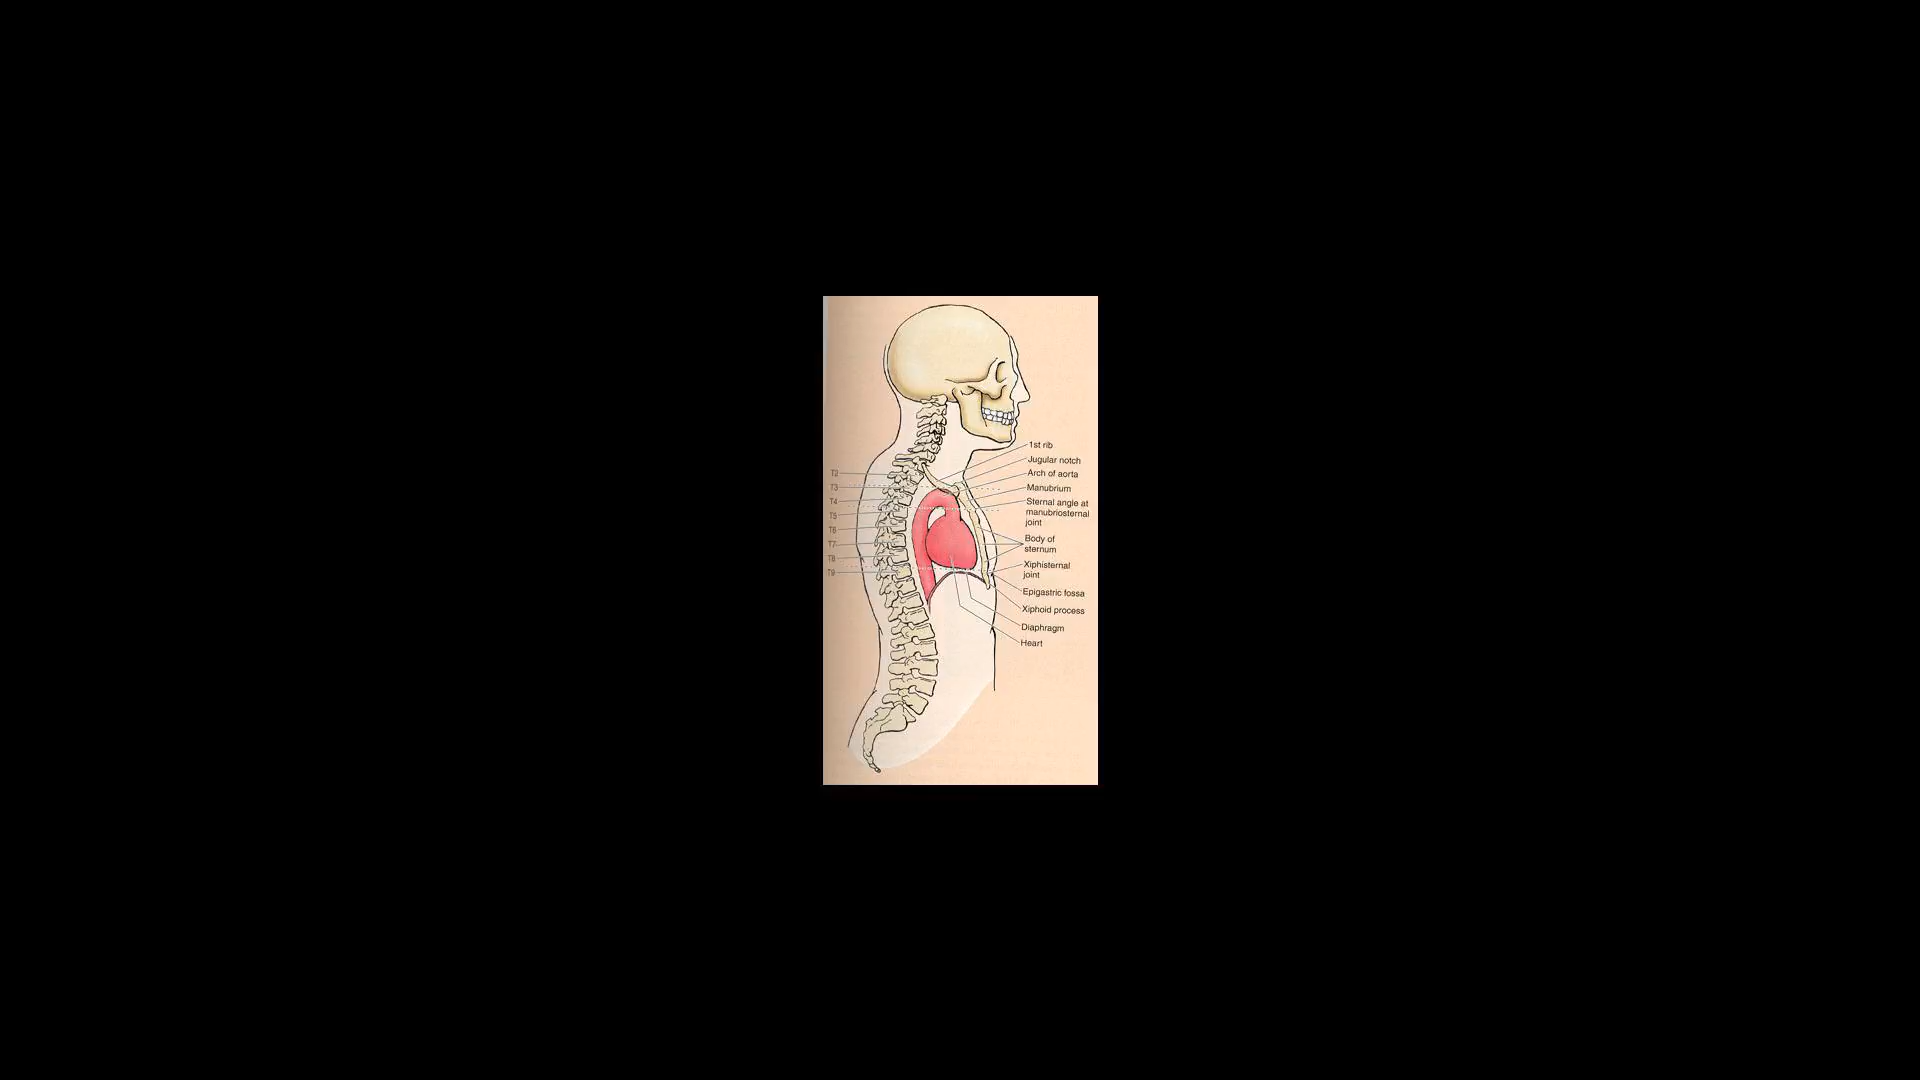 1st rib
Jugular notch
Arch of aorta
Manubrium
Sternal angle at
manubriosternal
joint
Body of
sternum
Xiphisternal
joint
Epigastric fossa
Xiphoid process
Diaphragm
Heart
T2
T3
T4
T5
T6
T7
T8
T9